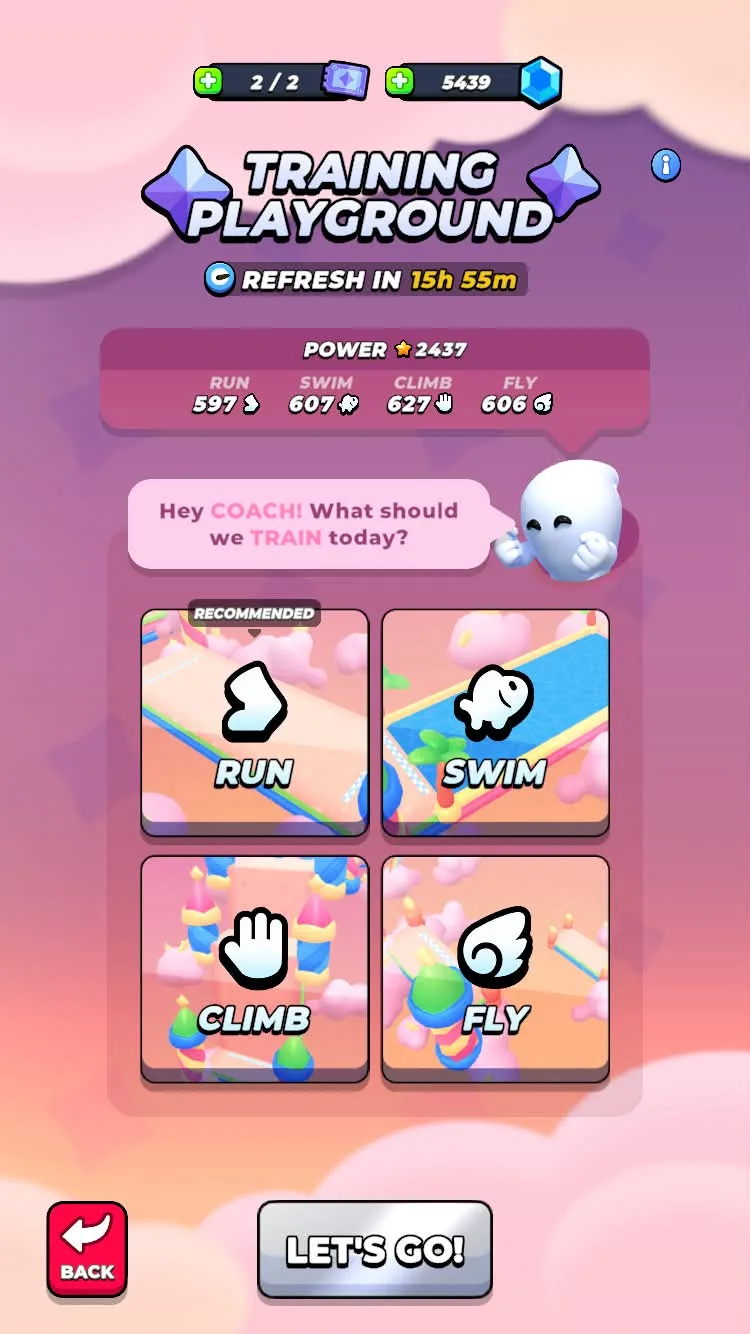 2 / 2
5439
TRAINING
PLAYGROUND
REFRESH IN 15h 55m
POWER 2437
RUN SWIM CLIMB FLY
597 607 627 606
Hey COACH! What should
we TRAIN today?
RECOMMENDED
RUN
SWIM
CLIMB
FLY
BACK
LET'S GO!